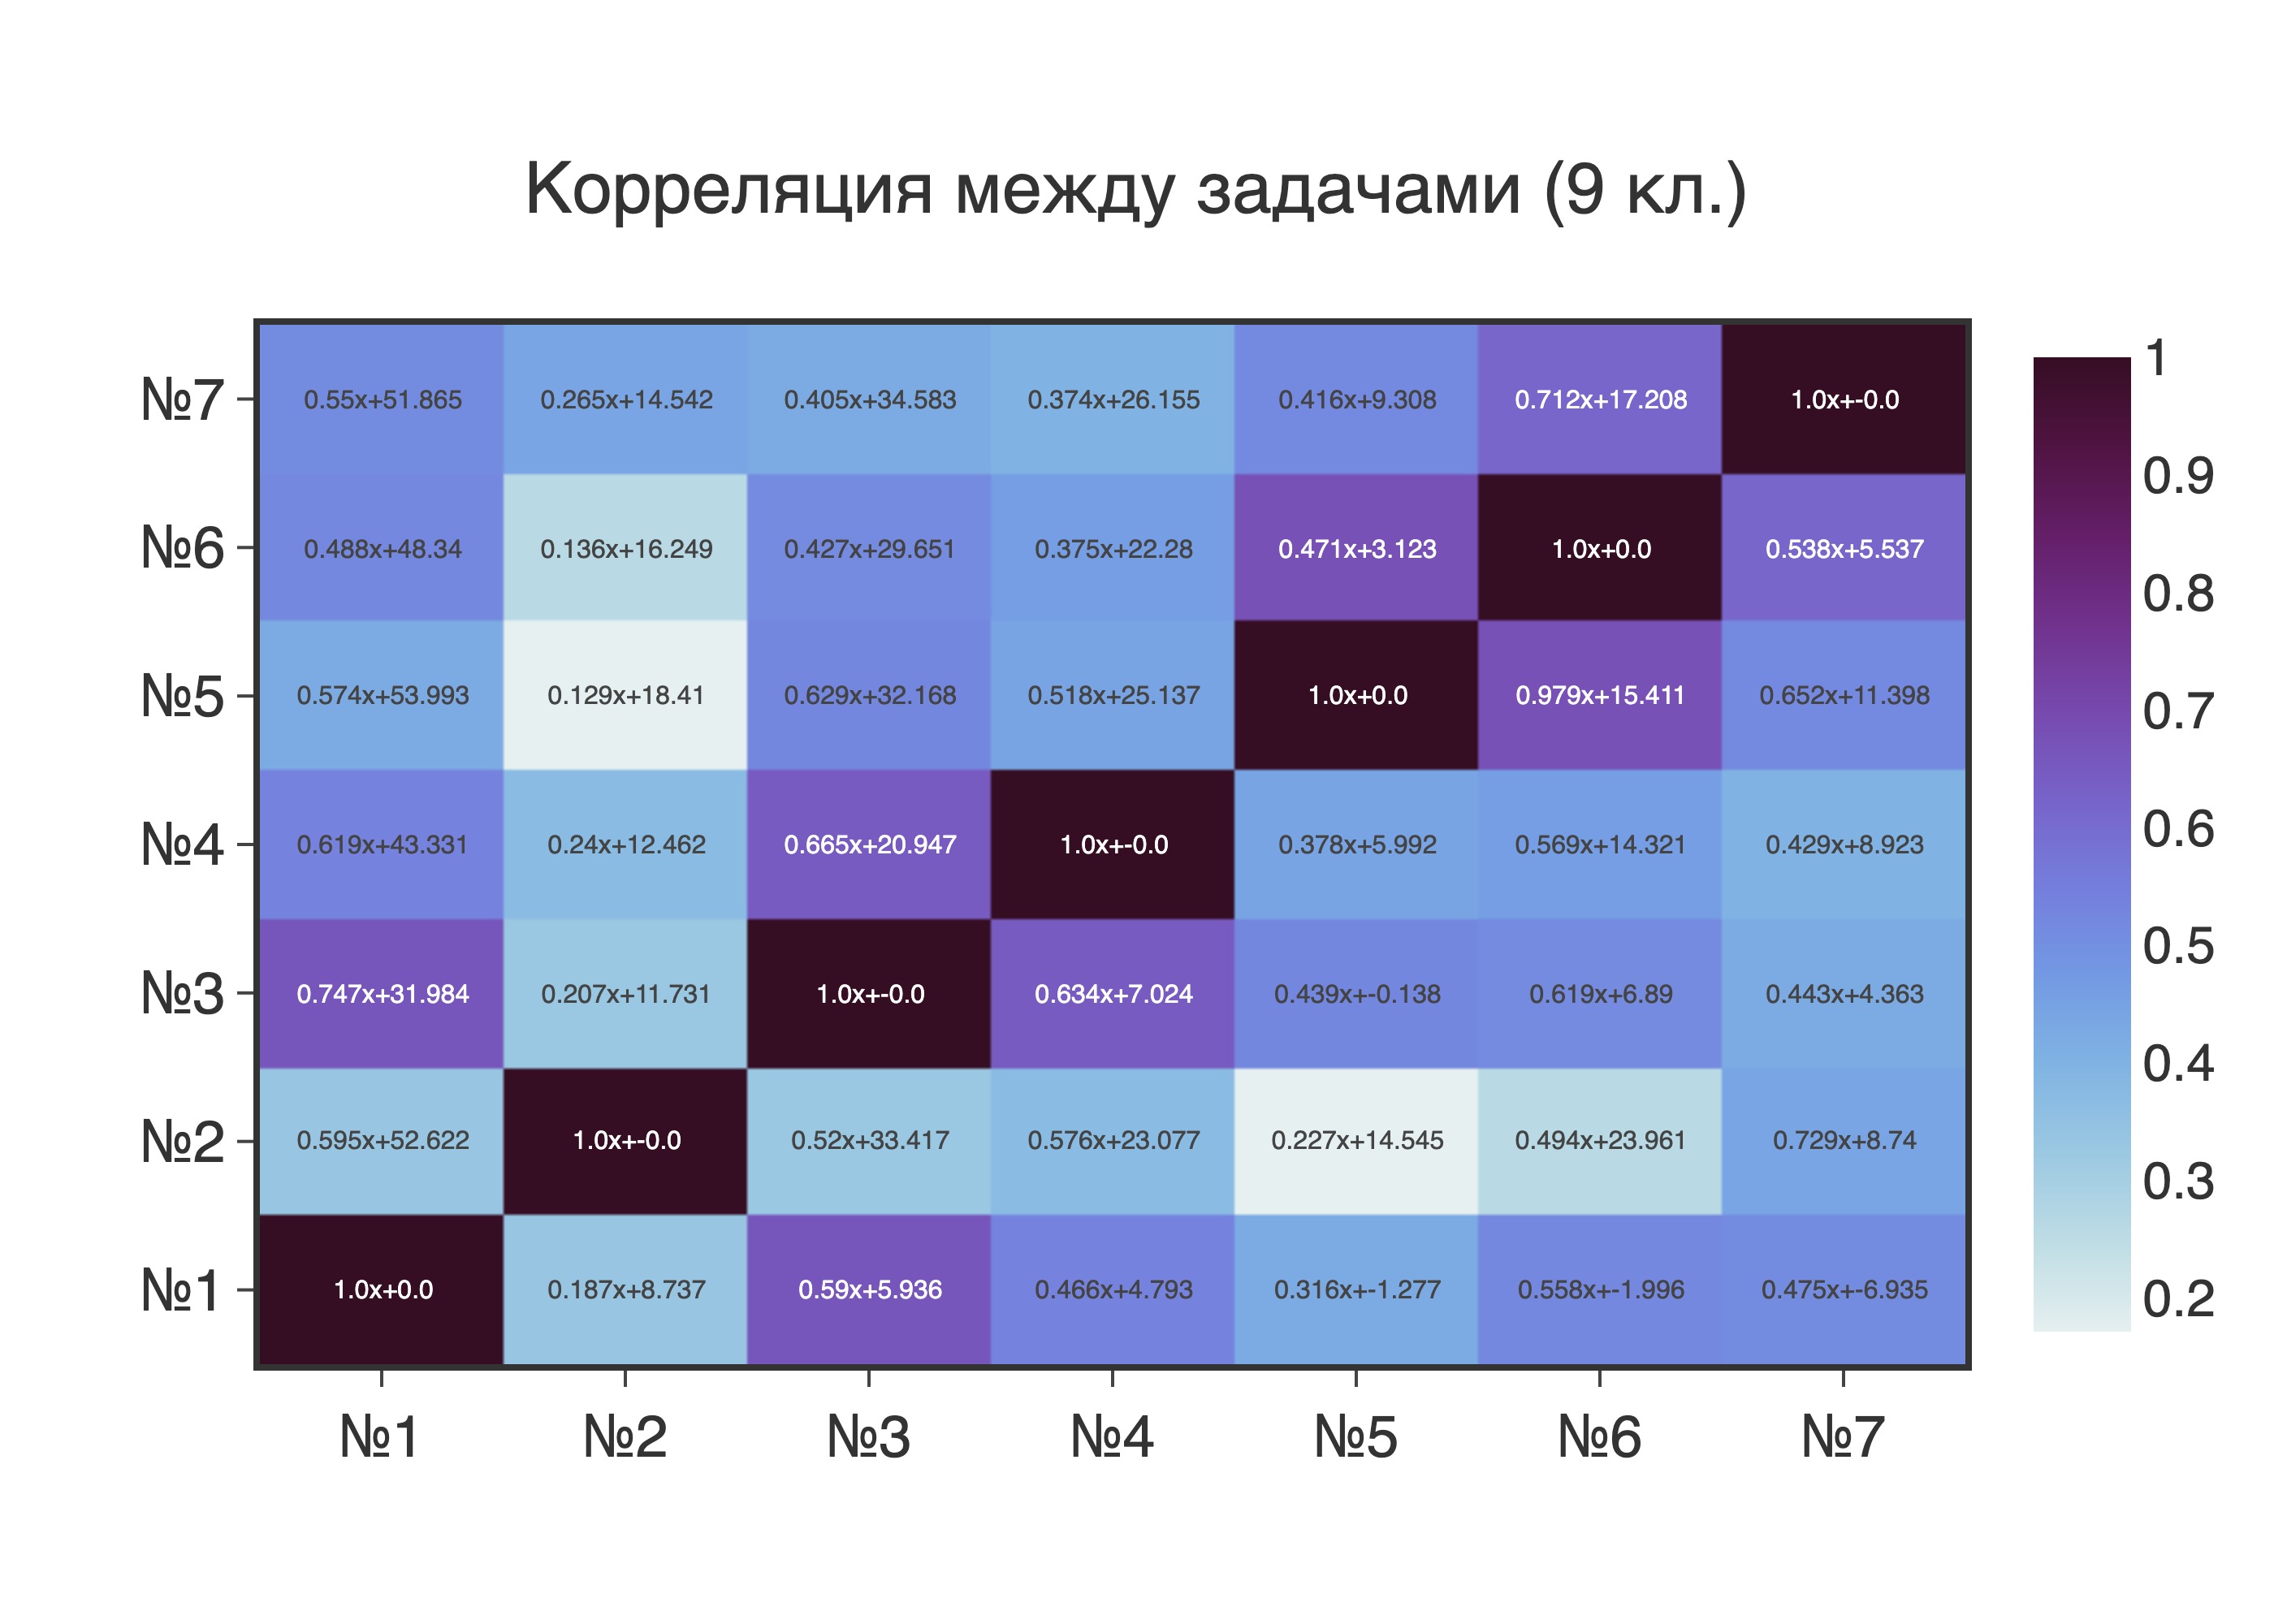 Корреляция между задачами (9 кл.)
№7 0.55x+51.865 0.265x+14.542 0.405x+34.583 0.374x+26.155 0.416x+9.308 0.712x+17.208 1.0x+-0.0
№6 0.488x+48.34 0.136x+16.249 0.427x+29.651 0.375x+22.28 0.471x+3.123 1.0x+0.0 0.538x+5.537
№5 0.574x+53.993 0.129x+18.41 0.629x+32.168 0.518x+25.137 1.0x+0.0 0.979x+15.411 0.652x+11.398
№4 0.619x+43.331 0.24x+12.462 0.665x+20.947 1.0x+-0.0 0.378x+5.992 0.569x+14.321 0.429x+8.923
№3 0.747x+31.984 0.207x+11.731 1.0x+-0.0 0.634x+7.024 0.439x+-0.138 0.619x+6.89 0.443x+4.363
№2 0.595x+52.622 1.0x+-0.0 0.52x+33.417 0.576x+23.077 0.227x+14.545 0.494x+23.961 0.729x+8.74
№1 1.0x+0.0 0.187x+8.737 0.59x+5.936 0.466x+4.793 0.316x+-1.277 0.558x+-1.996 0.475x+-6.935
№1 №2 №3 №4 №5 №6 №7
1
0.9
0.8
0.7
0.6
0.5
0.4
0.3
0.2